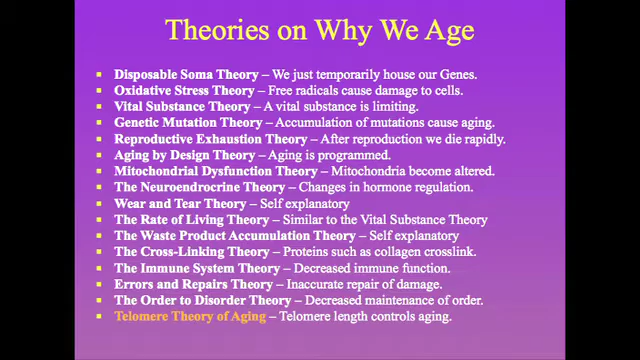 Theories on Why We Age
Disposable Soma Theory – We just temporarily house our Genes.
Oxidative Stress Theory – Free radicals cause damage to cells.
Vital Substance Theory – A vital substance is limiting.
Genetic Mutation Theory – Accumulation of mutations cause aging.
Reproductive Exhaustion Theory – After reproduction we die rapidly.
Aging by Design Theory – Aging is programmed.
Mitochondrial Dysfunction Theory – Mitochondria become altered.
The Neuroendocrine Theory – Changes in hormone regulation.
Wear and Tear Theory – Self explanatory
The Rate of Living Theory – Similar to the Vital Substance Theory
The Waste Product Accumulation Theory – Self explanatory
The Cross-Linking Theory – Proteins such as collagen crosslink.
The Immune System Theory – Decreased immune function.
Errors and Repairs Theory – Inaccurate repair of damage.
The Order to Disorder Theory – Decreased maintenance of order.
Telomere Theory of Aging – Telomere length controls aging.